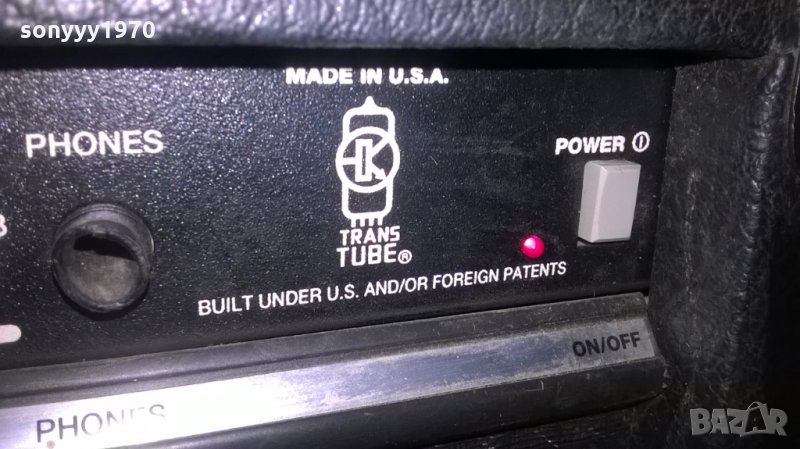 sonyyy1970
MADE IN U.S.A.
PHONES
POWER
TRANS
TUBE®
BUILT UNDER U.S. AND/OR FOREIGN PATENTS
ON/OFF
PHONES
BAZAR